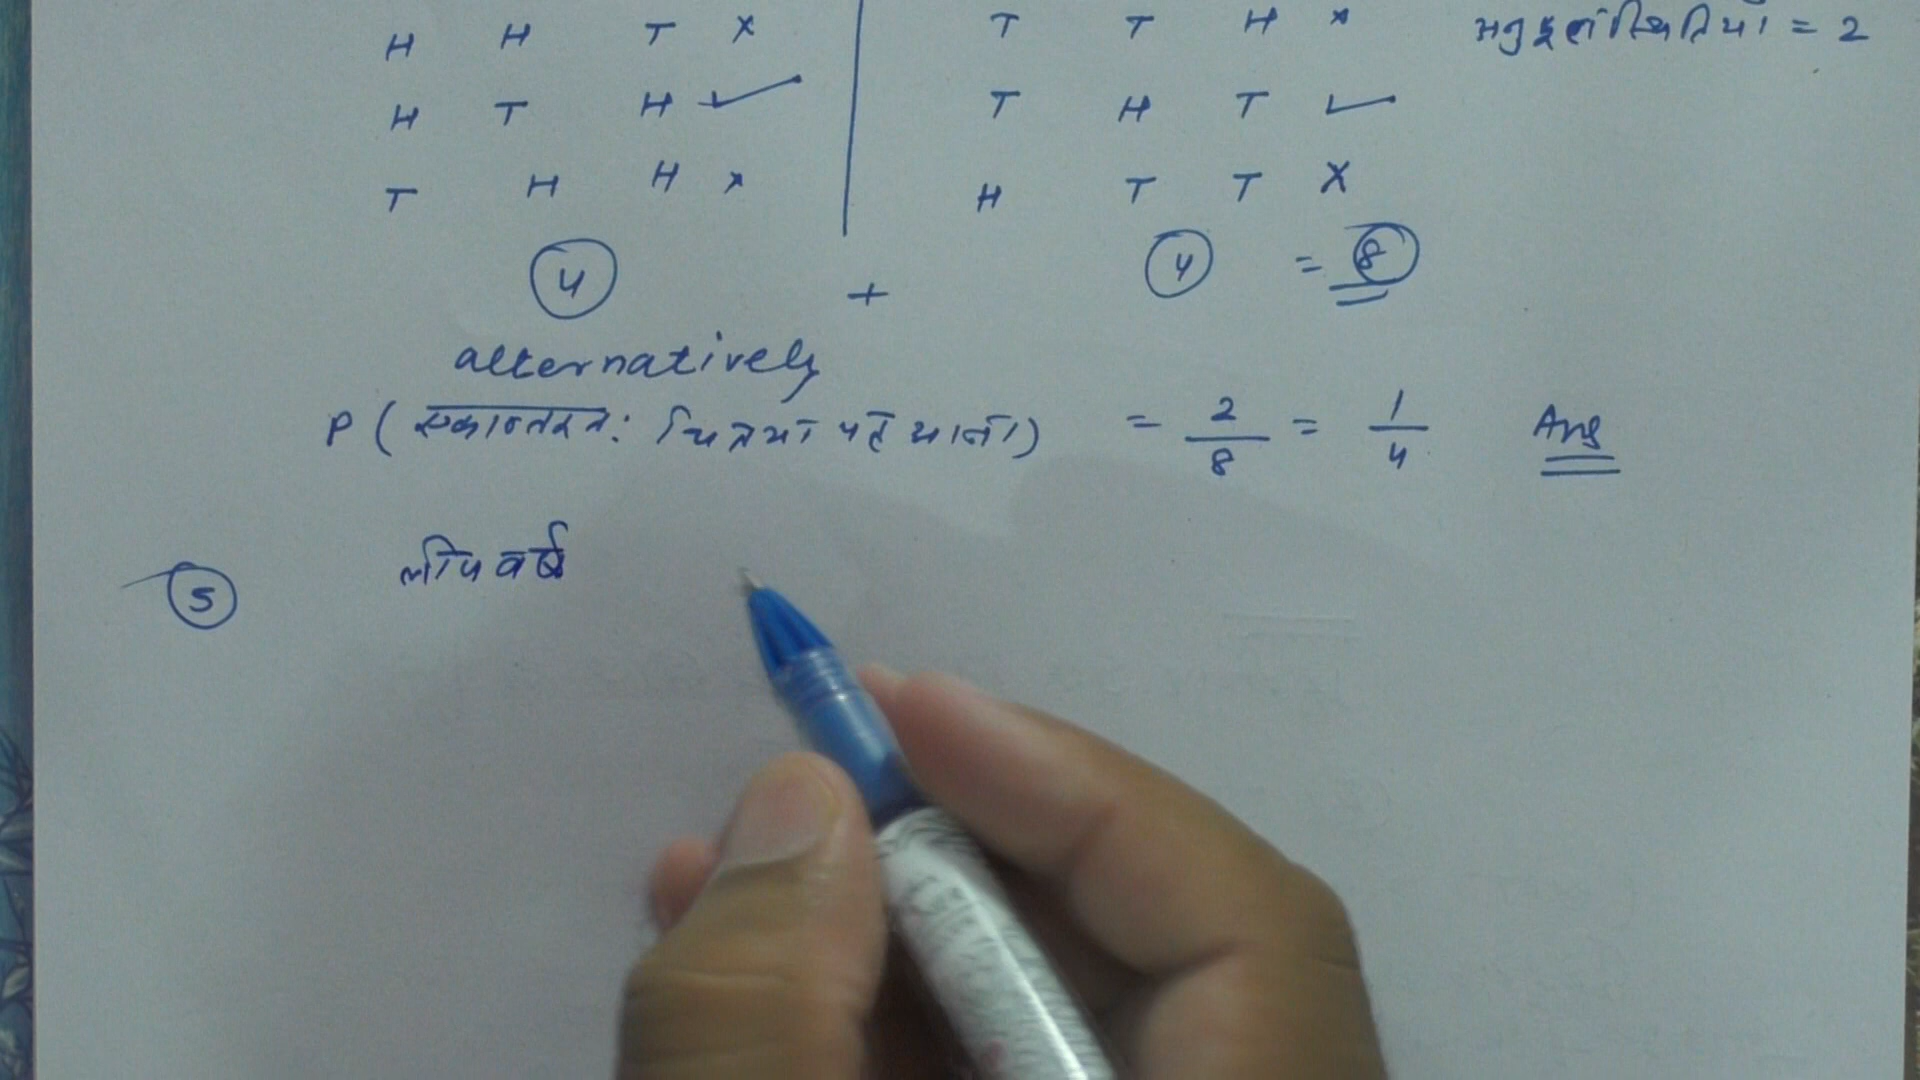 H H T × T T H × अनुकूल स्थितियां = 2
H T H ✓ T H T ✓
T H H × H T T ×
4 + 4 = 8
alternatively
P ( एकान्तरतः चित या पट आना ) = 2/8 = 1/4 Ans
5 लीप वर्ष